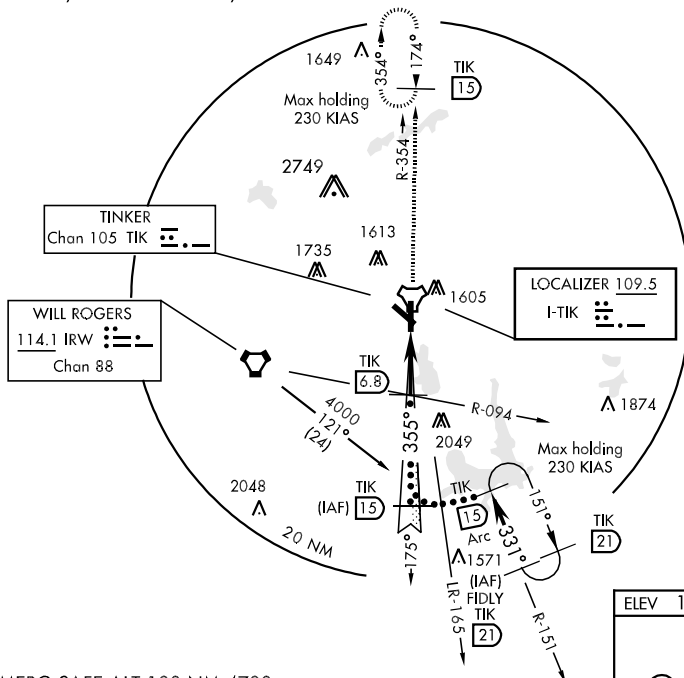 1649
354°
174°
TIK
15
Max holding
230 KIAS
R-354
2749
TINKER
Chan 105 TIK
1735
1613
1605
LOCALIZER 109.5
I-TIK
WILL ROGERS
114.1 IRW
Chan 88
TIK
6.8
4000
121°
(24)
355°
R-094
1874
2049
Max holding
230 KIAS
2048
TIK
(IAF) 15
TIK
15
Arc
151°
331°
TIK
21
20 NM
175°
1571
(IAF)
FIDLY
TIK
21
LR-165
R-151
ELEV 1